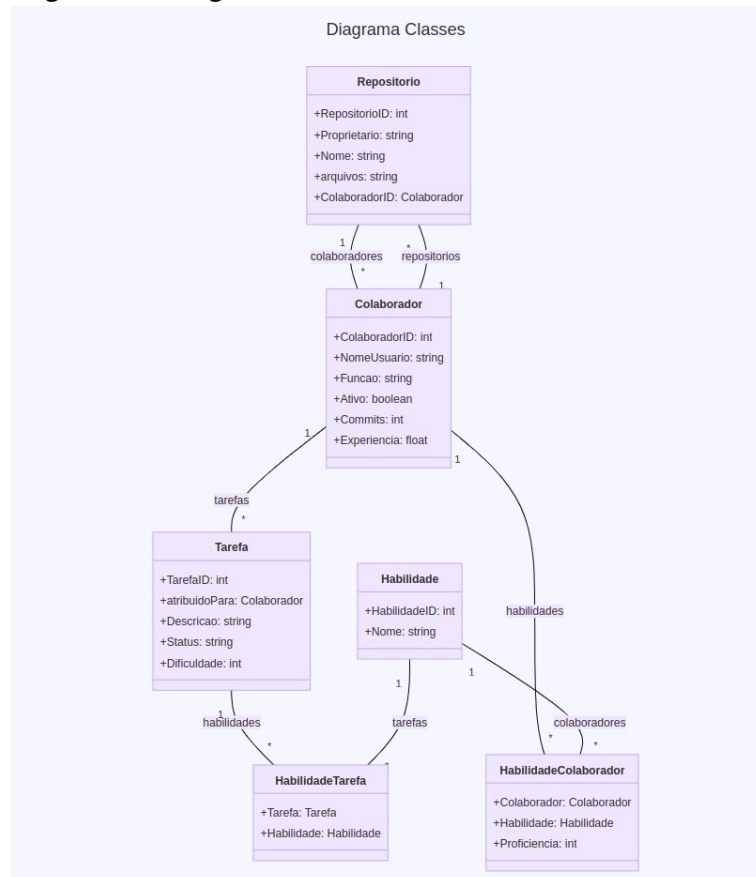 Diagrama Classes
Repositorio
+RepositorioID: int
+Proprietario: string
+Nome: string
+arquivos: string
+ColaboradorID: Colaborador
1
*
colaboradores
repositorios
*
1
Colaborador
+ColaboradorID: int
+NomeUsuario: string
+Funcao: string
+Ativo: boolean
+Commits: int
+Experiencia: float
1
1
tarefas
*
Tarefa
+TarefaID: int
+atribuidoPara: Colaborador
+Descricao: string
+Status: string
+Dificuldade: int
Habilidade
+HabilidadeID: int
+Nome: string
habilidades
1
1
1
habilidades
tarefas
colaboradores
*
*
*
*
HabilidadeTarefa
+Tarefa: Tarefa
+Habilidade: Habilidade
HabilidadeColaborador
+Colaborador: Colaborador
+Habilidade: Habilidade
+Proficiencia: int